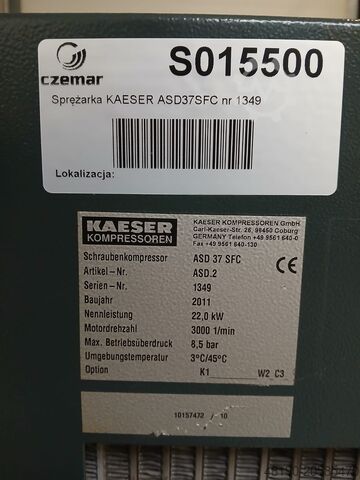 czemar
S015500
Sprężarka KAESER ASD37SFC nr 1349
Lokalizacja:
KAESER
KOMPRESSOREN
KAESER KOMPRESSOREN GmbH
Carl-Kaeser-Str. 26, 96450 Coburg
GERMANY Telefon +49 9561 640-0
Fax +49 9561 640-130
Schraubenkompressor ASD 37 SFC
CE
Artikel-Nr. ASD.2
Serien-Nr. 1349
Baujahr 2011
Nennleistung 22,0 kW
Motordrehzahl 3000 1/min
Max. Betriebsüberdruck 8,5 bar
Umgebungstemperatur 3°C/45°C
Option K1 W2 C3
10157472 / 10